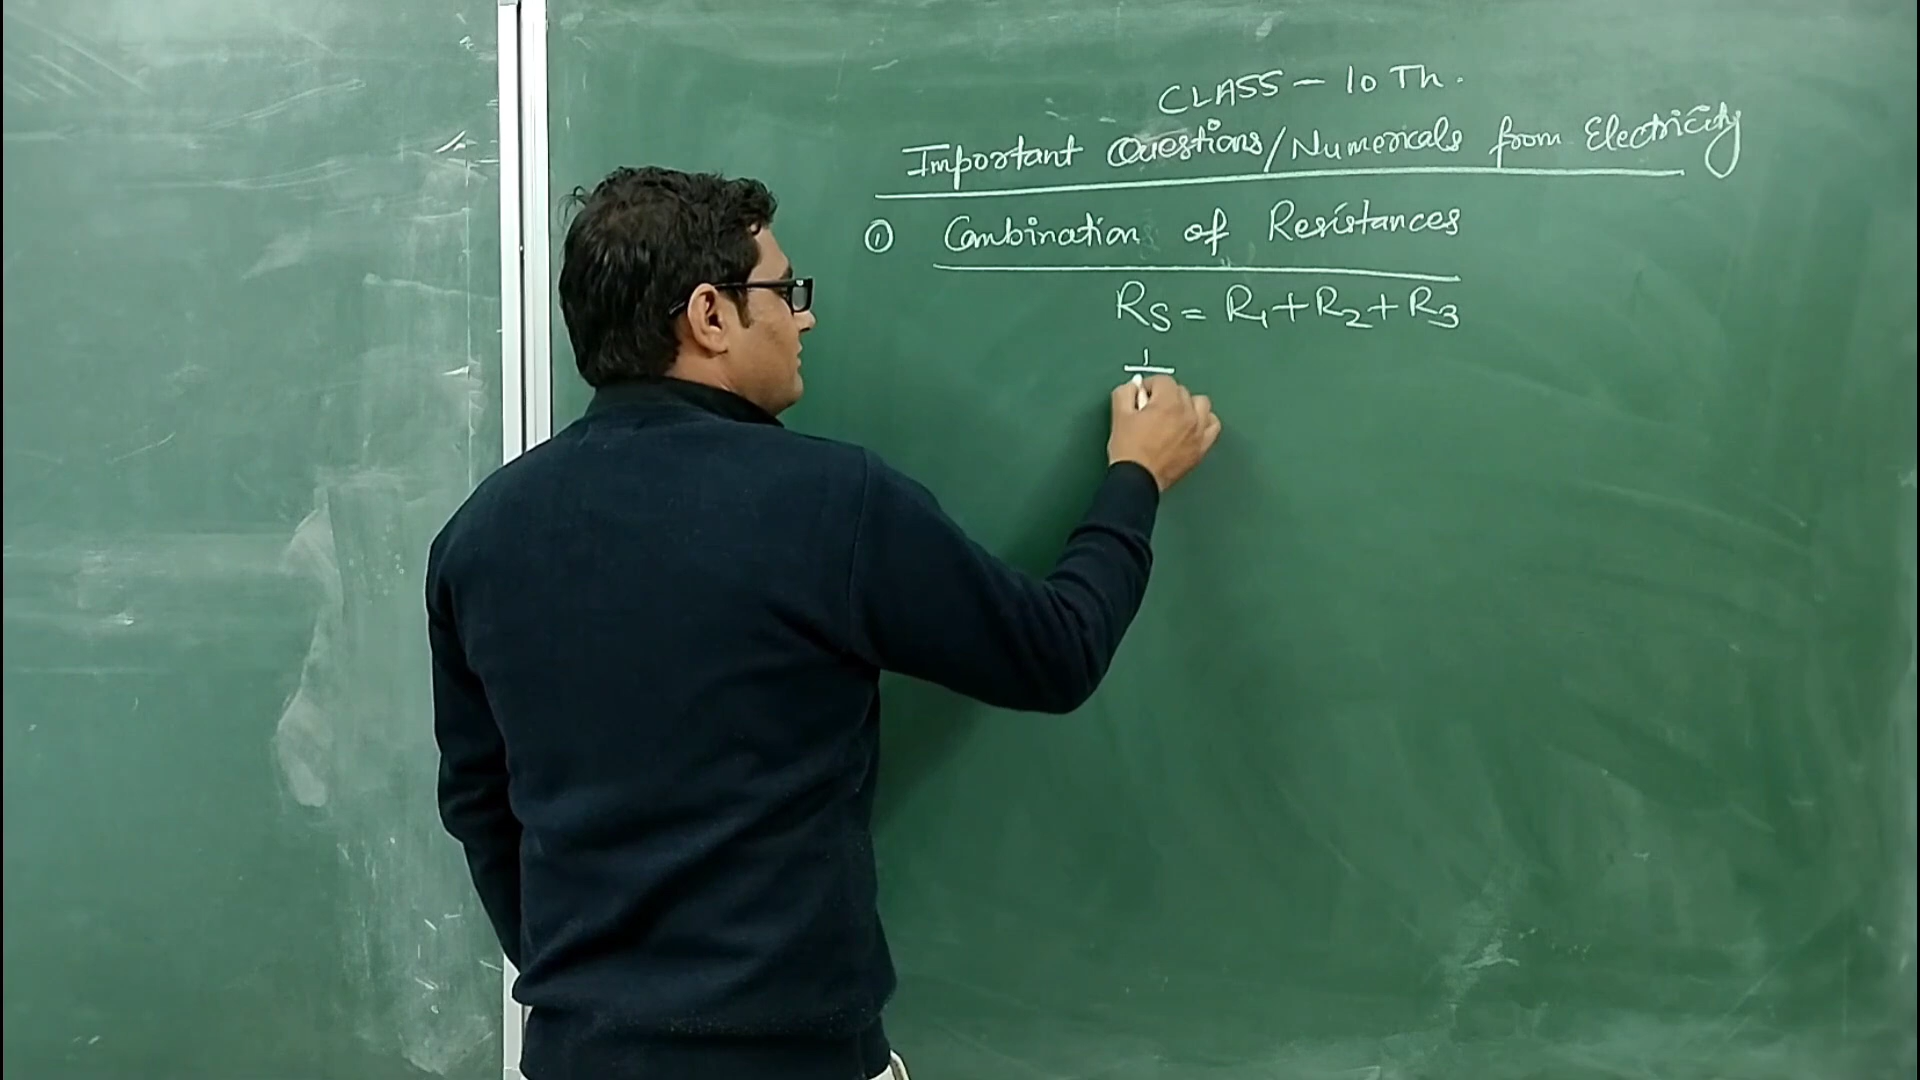 CLASS - 10 Th.
Important Questions/Numericals from Electricity
① Combination of Resistances
RS = R1 + R2 + R3
1